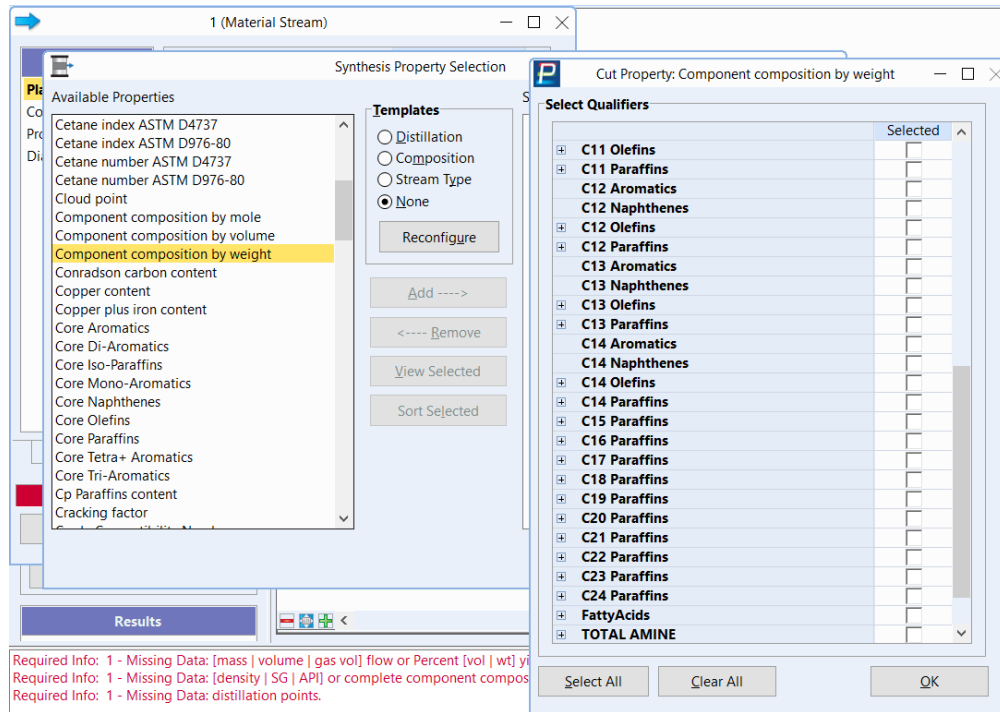 1 (Material Stream)
Synthesis Property Selection
Available Properties
Cetane index ASTM D4737
Cetane index ASTM D976-80
Cetane number ASTM D4737
Cetane number ASTM D976-80
Cloud point
Component composition by mole
Component composition by volume
Component composition by weight
Conradson carbon content
Copper content
Copper plus iron content
Core Aromatics
Core Di-Aromatics
Core Iso-Paraffins
Core Mono-Aromatics
Core Naphthenes
Core Olefins
Core Paraffins
Core Tetra+ Aromatics
Core Tri-Aromatics
Cp Paraffins content
Cracking factor
Templates
Distillation
Composition
Stream Type
None
Reconfigure
Add ---->
<---- Remove
View Selected
Sort Selected
Cut Property: Component composition by weight
Select Qualifiers
Selected
C11 Olefins
C11 Paraffins
C12 Aromatics
C12 Naphthenes
C12 Olefins
C12 Paraffins
C13 Aromatics
C13 Naphthenes
C13 Olefins
C13 Paraffins
C14 Aromatics
C14 Naphthenes
C14 Olefins
C14 Paraffins
C15 Paraffins
C16 Paraffins
C17 Paraffins
C18 Paraffins
C19 Paraffins
C20 Paraffins
C21 Paraffins
C22 Paraffins
C23 Paraffins
C24 Paraffins
FattyAcids
TOTAL AMINE
Select All
Clear All
OK
Results
Required Info: 1 - Missing Data: [mass | volume | gas vol] flow or Percent [vol | wt] yi
Required Info: 1 - Missing Data: [density | SG | API] or complete component compos
Required Info: 1 - Missing Data: distillation points.